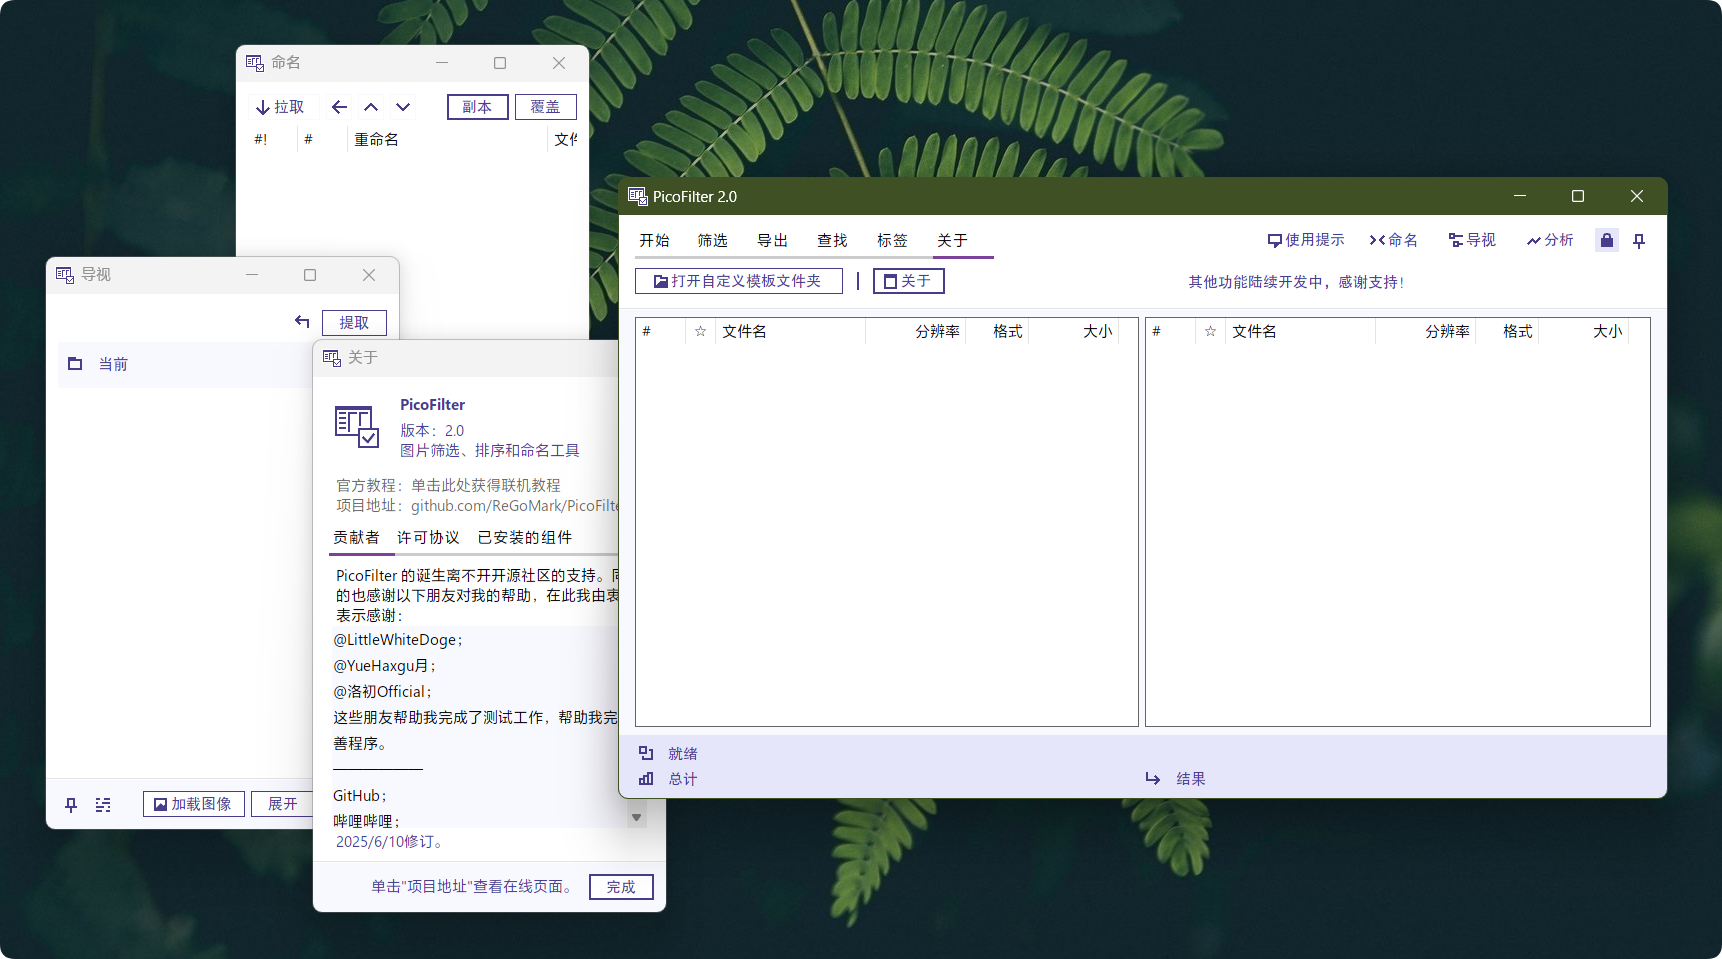 命名
拉取
副本
覆盖
#!
#
重命名
文件
导视
提取
当前
加载图像
展开
关于
PicoFilter
版本：2.0
图片筛选、排序和命名工具
官方教程：单击此处获得联机教程
项目地址：github.com/ReGoMark/PicoFilte
贡献者 许可协议 已安装的组件
PicoFilter 的诞生离不开开源社区的支持。同
的也感谢以下朋友对我的帮助，在此我由衷
表示感谢：
@LittleWhiteDoge；
@YueHaxgu月；
@洛初Official；
这些朋友帮助我完成了测试工作，帮助我完
善程序。
——————
GitHub；
哔哩哔哩；
2025/6/10修订。
单击"项目地址"查看在线页面。
完成
PicoFilter 2.0
开始 筛选 导出 查找 标签 关于
使用提示 命名 导视 分析
打开自定义模板文件夹 | 关于
其他功能陆续开发中，感谢支持！
# ☆ 文件名 分辨率 格式 大小
# ☆ 文件名 分辨率 格式 大小
就绪
总计
结果